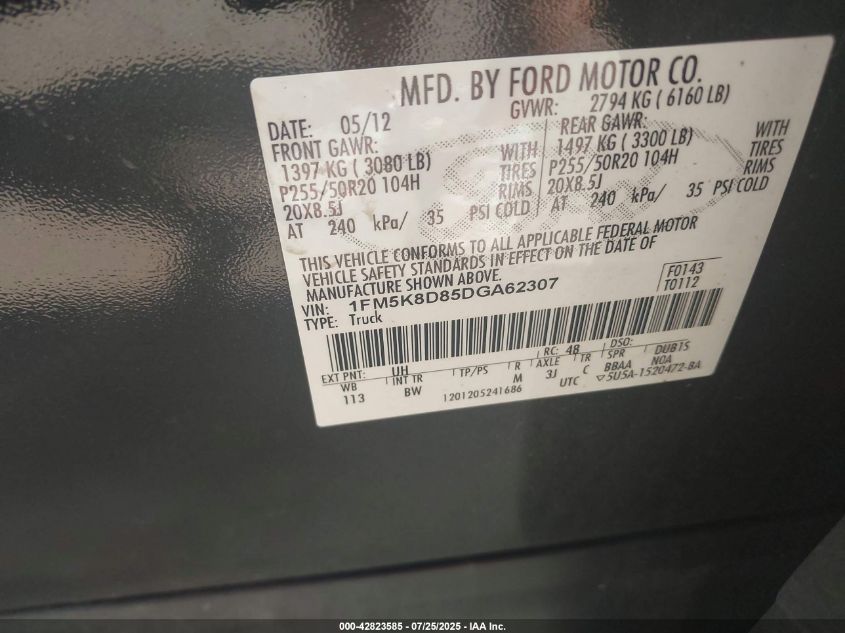 MFD. BY FORD MOTOR CO.
DATE: 05/12 GVWR: 2794 KG ( 6160 LB)
FRONT GAWR: REAR GAWR:
1397 KG ( 3080 LB) WITH 1497 KG ( 3300 LB) WITH
P255/50R20 104H TIRES P255/50R20 104H TIRES
20X8.5J RIMS 20X8.5J RIMS
AT 240 kPa/ 35 PSI COLD AT 240 kPa/ 35 PSI COLD
THIS VEHICLE CONFORMS TO ALL APPLICABLE FEDERAL MOTOR
VEHICLE SAFETY STANDARDS IN EFFECT ON THE DATE OF
MANUFACTURE SHOWN ABOVE.
VIN: 1FM5K8D85DGA62307 F0143
TYPE: Truck T0112
EXT PNT: UH RC: 48 DSO:
WB INT TR TP/PS R AXLE TR SPR DUB1S
113 BW M 3J C BBAA NOA
1201205241686 UTC ▽5U5A-1520472-BA
000-42823585 / 07/25/2025 - IAA Inc.